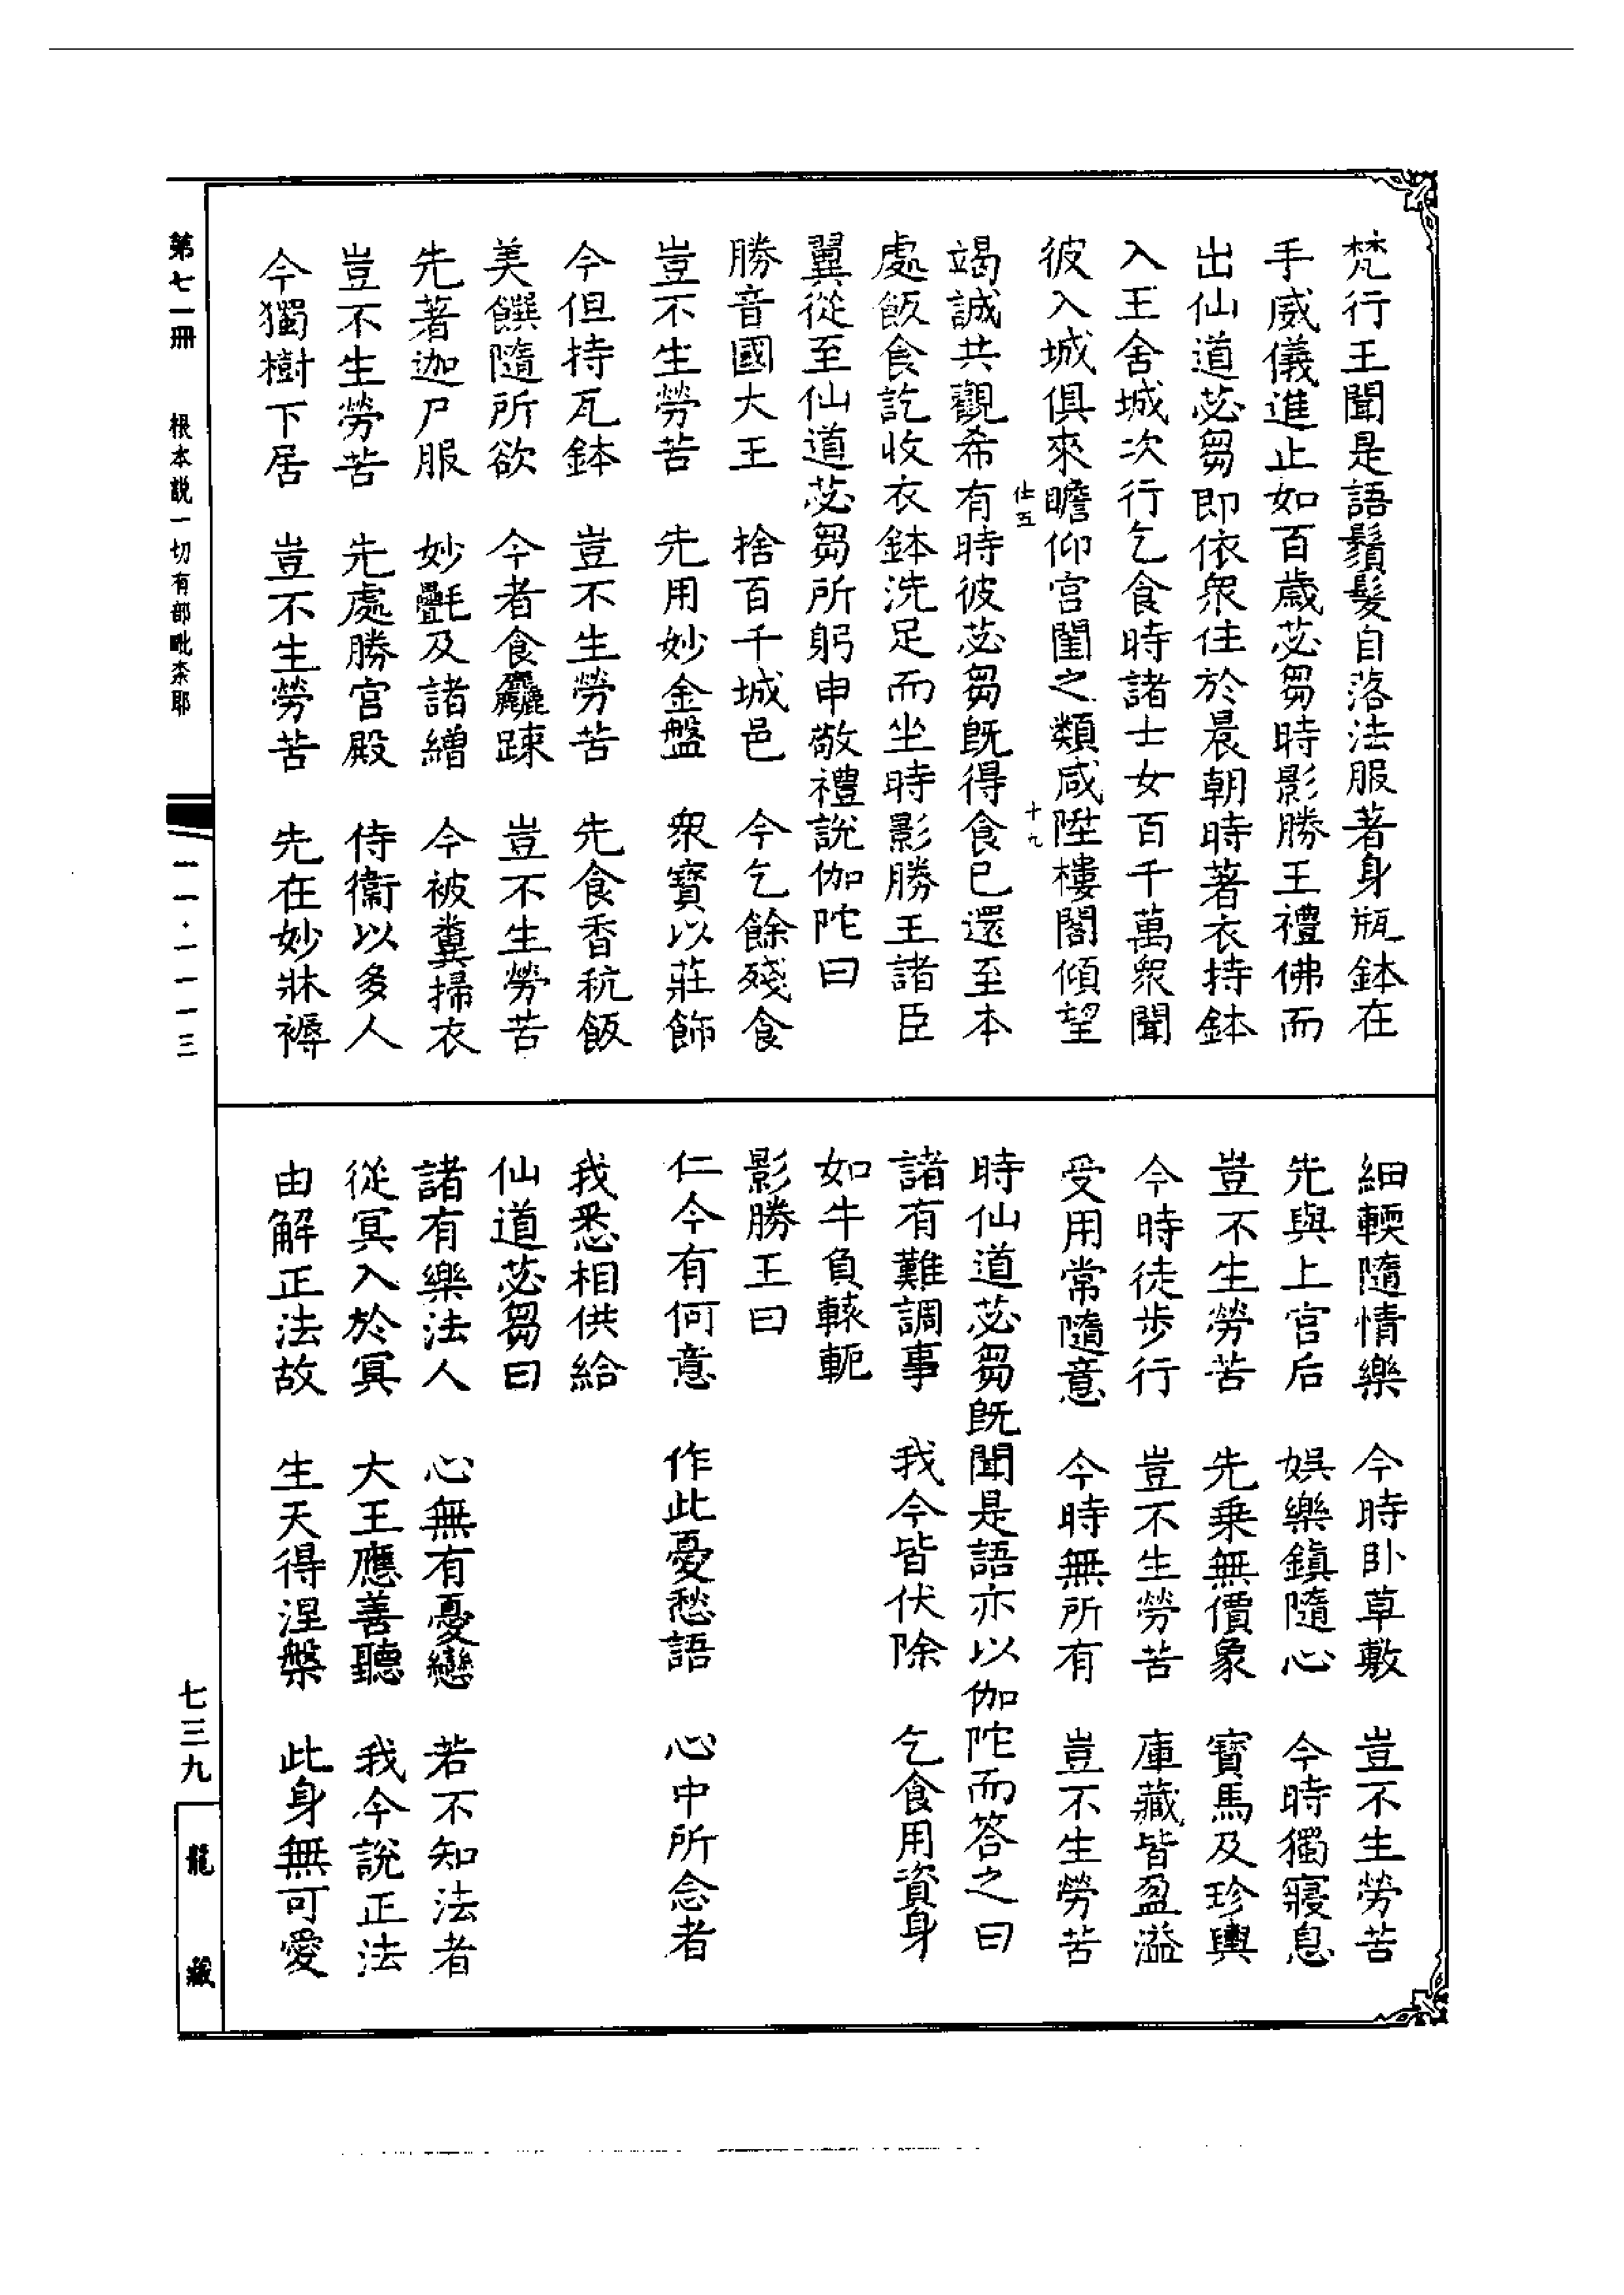 梵行王聞是語鬚髮自落法服著身瓶鉢在
手威儀進止如百歲苾芻時影勝王禮佛而
出仙道苾芻即依衆住於晨朝時著衣持鉢
入王舍城次行乞食時諸士女百千萬衆聞
彼入城俱來瞻仰宮闈之類咸陞樓閣傾望
仕五 十九
竭誠共觀希有時彼苾芻旣得食已還至本
處飯食訖收衣鉢洗足而坐時影勝王諸臣
翼從至仙道苾芻所躬申敬禮說伽陀曰
勝音國大王 捨百千城邑 今乞餘殘食
豈不生勞苦 先用妙金盤 衆寶以莊飾
今但持瓦鉢 豈不生勞苦 先食香秔飯
美饌隨所欲 今者食麤踈 豈不生勞苦
先著迦尸服 妙氎及諸繒 今被糞掃衣
豈不生勞苦 先處勝宮殿 侍衞以多人
今獨樹下居 豈不生勞苦 先在妙牀褥
細輭隨情樂 今時卧草敷 豈不生勞苦
先與上宮后 娛樂鎮隨心 今時獨寢息
豈不生勞苦 先乗無價象 寶馬及珍輿
今時徒步行 豈不生勞苦 庫藏皆盈溢
受用常隨意 今時無所有 豈不生勞苦
時仙道苾芻旣聞是語亦以伽陀而答之曰
諸有難調事 我今皆伏除 乞食用資身
如牛負轅軛
影勝王曰
仁今有何意 作此憂愁語 心中所念者
我悉相供給
仙道苾芻曰
諸有樂法人 心無有憂戀 若不知法者
從冥入於冥 大王應善聽 我今說正法
由解正法故 生天得涅槃 此身無可愛
第七一冊 根本說一切有部毗奈耶 一一·一一一三 七三九 龍藏